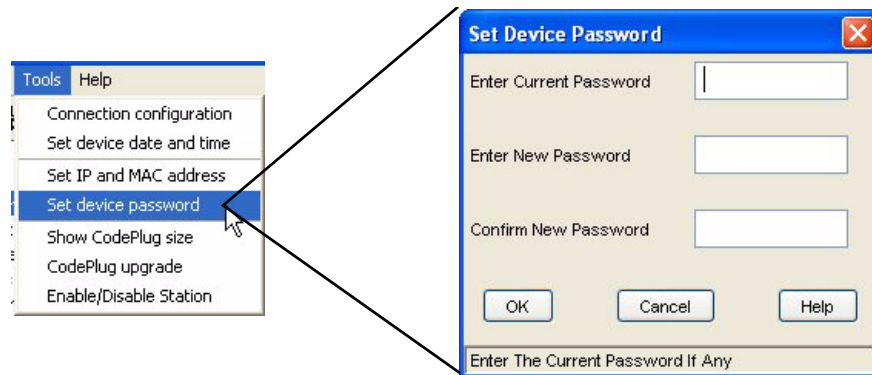 Tools Help
Connection configuration
Set device date and time
Set IP and MAC address
Set device password
Show CodePlug size
CodePlug upgrade
Enable/Disable Station
Set Device Password
Enter Current Password
Enter New Password
Confirm New Password
OK Cancel Help
Enter The Current Password If Any